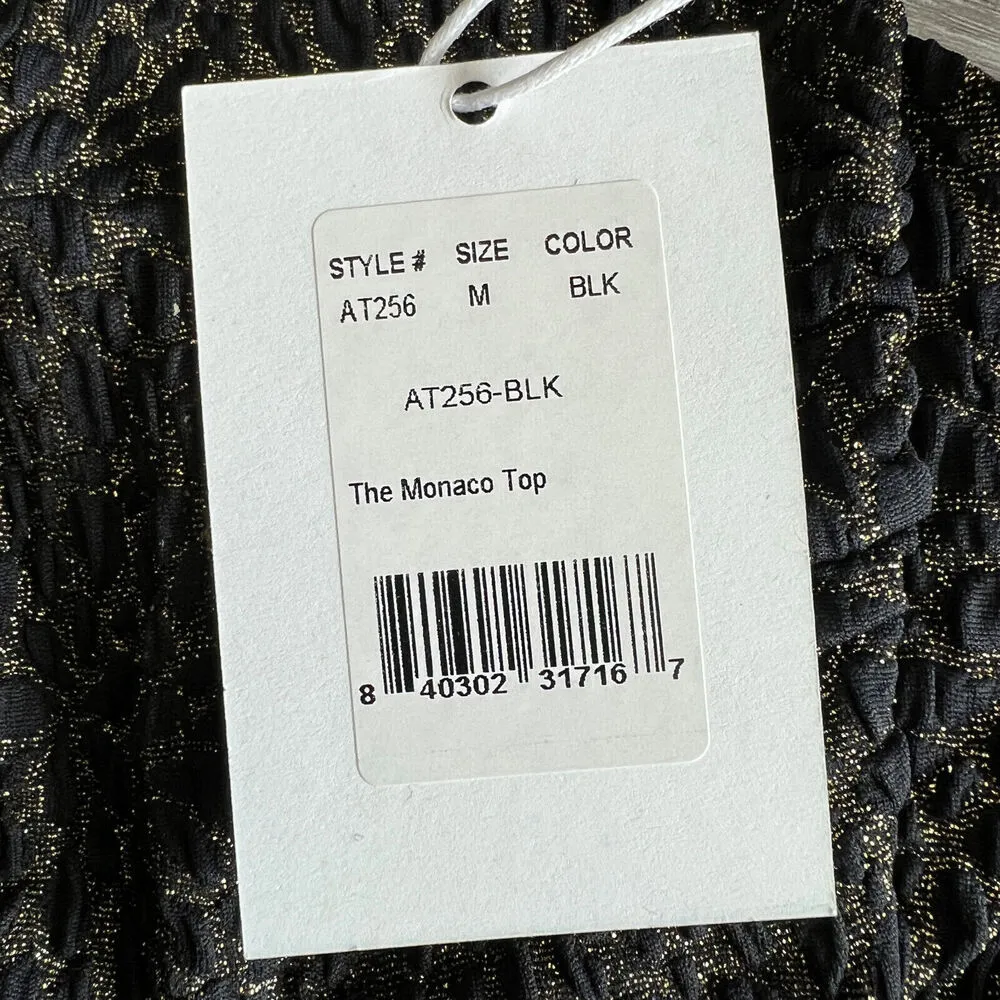 STYLE # SIZE COLOR
AT256 M BLK
AT256-BLK
The Monaco Top
8 40302 31716 7